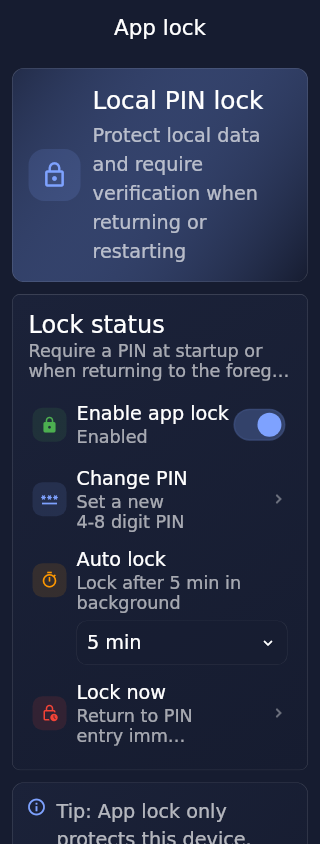 App lock
Local PIN lock
Protect local data
and require
verification when
returning or
restarting
Lock status
Require a PIN at startup or
when returning to the foreg…
Enable app lock
Enabled
Change PIN
Set a new
4-8 digit PIN
Auto lock
Lock after 5 min in
background
5 min
Lock now
Return to PIN
entry imm…
Tip: App lock only
protects this device.